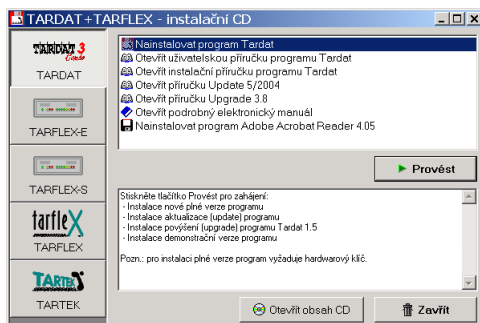 TARDAT+TARFLEX - instalační CD
TARDAT 3
TARDAT
TARFLEX-E
TARFLEX-S
tarfleX
TARFLEX
TARTEK
TARTEK
Nainstalovat program Tardat
Otevřít uživatelskou příručku programu Tardat
Otevřít instalační příručku programu Tardat
Otevřít příručku Update 5/2004
Otevřít příručku Upgrade 3.8
Otevřít podrobný elektronický manuál
Nainstalovat program Adobe Acrobat Reader 4.05
Provést
Stiskněte tlačítko Provést pro zahájení:
- Instalace nové plné verze programu
- Instalace aktualizace (update) programu
- Instalace povýšení (upgrade) programu Tardat 1.5
- Instalace demonstrační verze programu
Pozn.: pro instalaci plné verze program vyžaduje hardwarový klíč.
Otevřít obsah CD
Zavřít